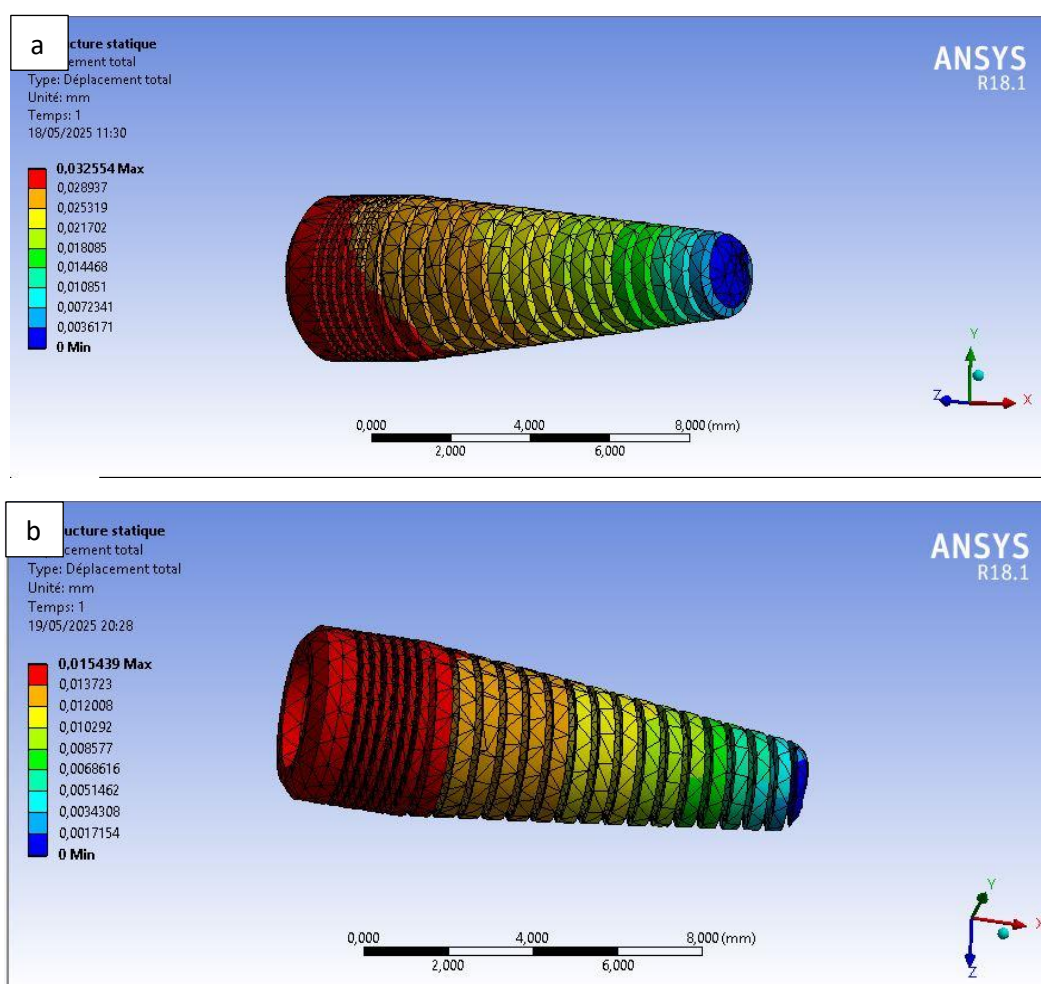 a
cture statique
ement total
Type: Déplacement total
Unité: mm
Temps: 1
18/05/2025 11:30
0,032554 Max
0,028937
0,025319
0,021702
0,018085
0,014468
0,010851
0,0072341
0,0036171
0 Min
ANSYS
R18.1
Y
Z
X
0,000 4,000 8,000 (mm)
2,000 6,000
b
ucture statique
cement total
Type: Déplacement total
Unité: mm
Temps: 1
19/05/2025 20:28
0,015439 Max
0,013723
0,012008
0,010292
0,008577
0,0068616
0,0051462
0,0034308
0,0017154
0 Min
ANSYS
R18.1
Y
X
Z
0,000 4,000 8,000 (mm)
2,000 6,000